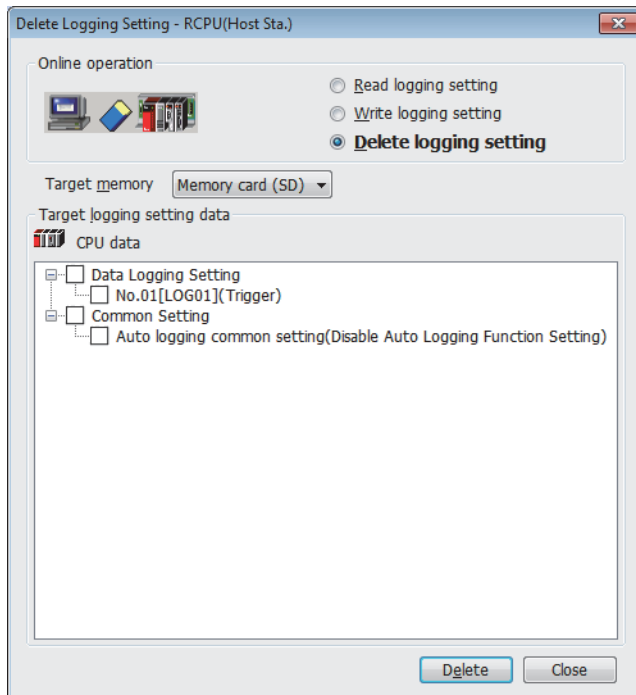 Delete Logging Setting - RCPU(Host Sta.)
Online operation
Read logging setting
Write logging setting
Delete logging setting
Target memory Memory card (SD)
Target logging setting data
CPU data
Data Logging Setting
No.01[LOG01](Trigger)
Common Setting
Auto logging common setting(Disable Auto Logging Function Setting)
Delete Close